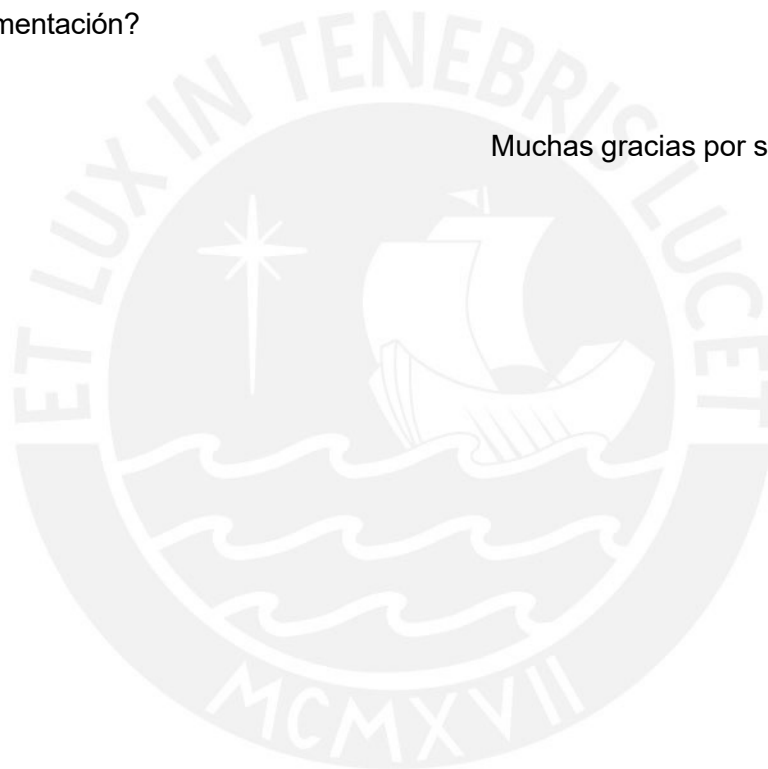 mentación?
Muchas gracias por s
ET LUX IN TENEBRIS LUCET
MCMXVII